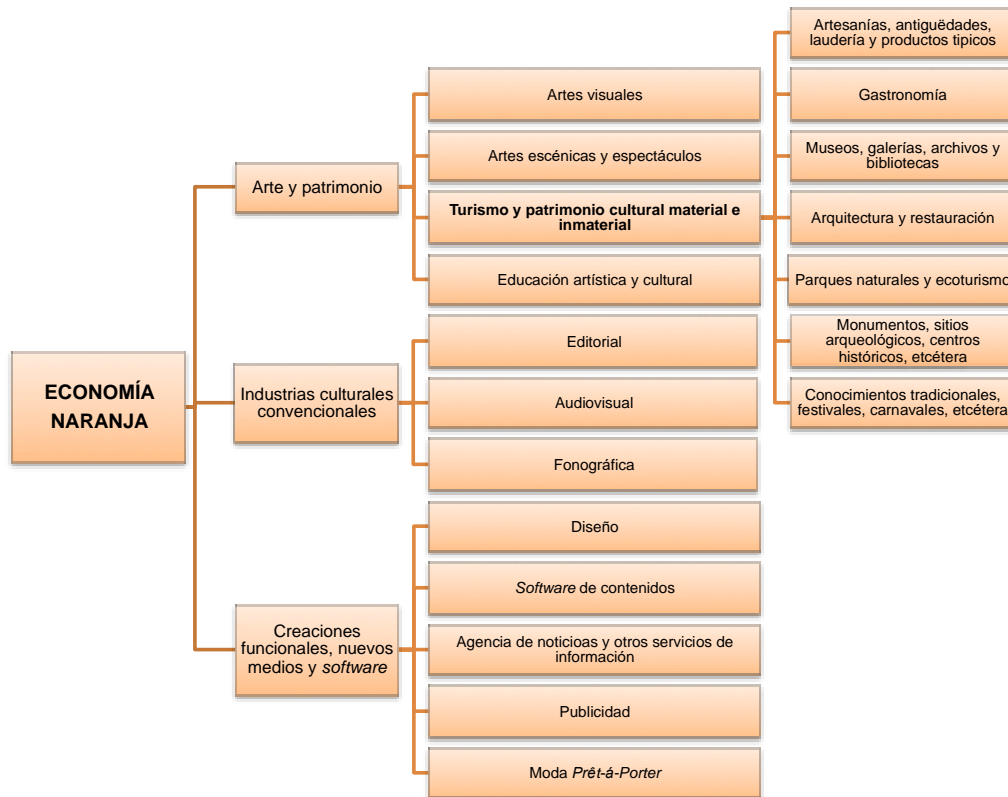 ECONOMÍA
NARANJA
Arte y patrimonio
Artes visuales
Artes escénicas y espectáculos
Turismo y patrimonio cultural material e
inmaterial
Artesanías, antiguëdades,
laudería y productos tipicos
Gastronomía
Museos, galerías, archivos y
bibliotecas
Arquitectura y restauración
Parques naturales y ecoturismo
Monumentos, sitios
arqueológicos, centros
históricos, etcétera
Conocimientos tradicionales,
festivales, carnavales, etcétera
Educación artística y cultural
Industrias culturales
convencionales
Editorial
Audiovisual
Fonográfica
Creaciones
funcionales, nuevos
medios y software
Diseño
Software de contenidos
Agencia de noticioas y otros servicios de
información
Publicidad
Moda Prêt-á-Porter